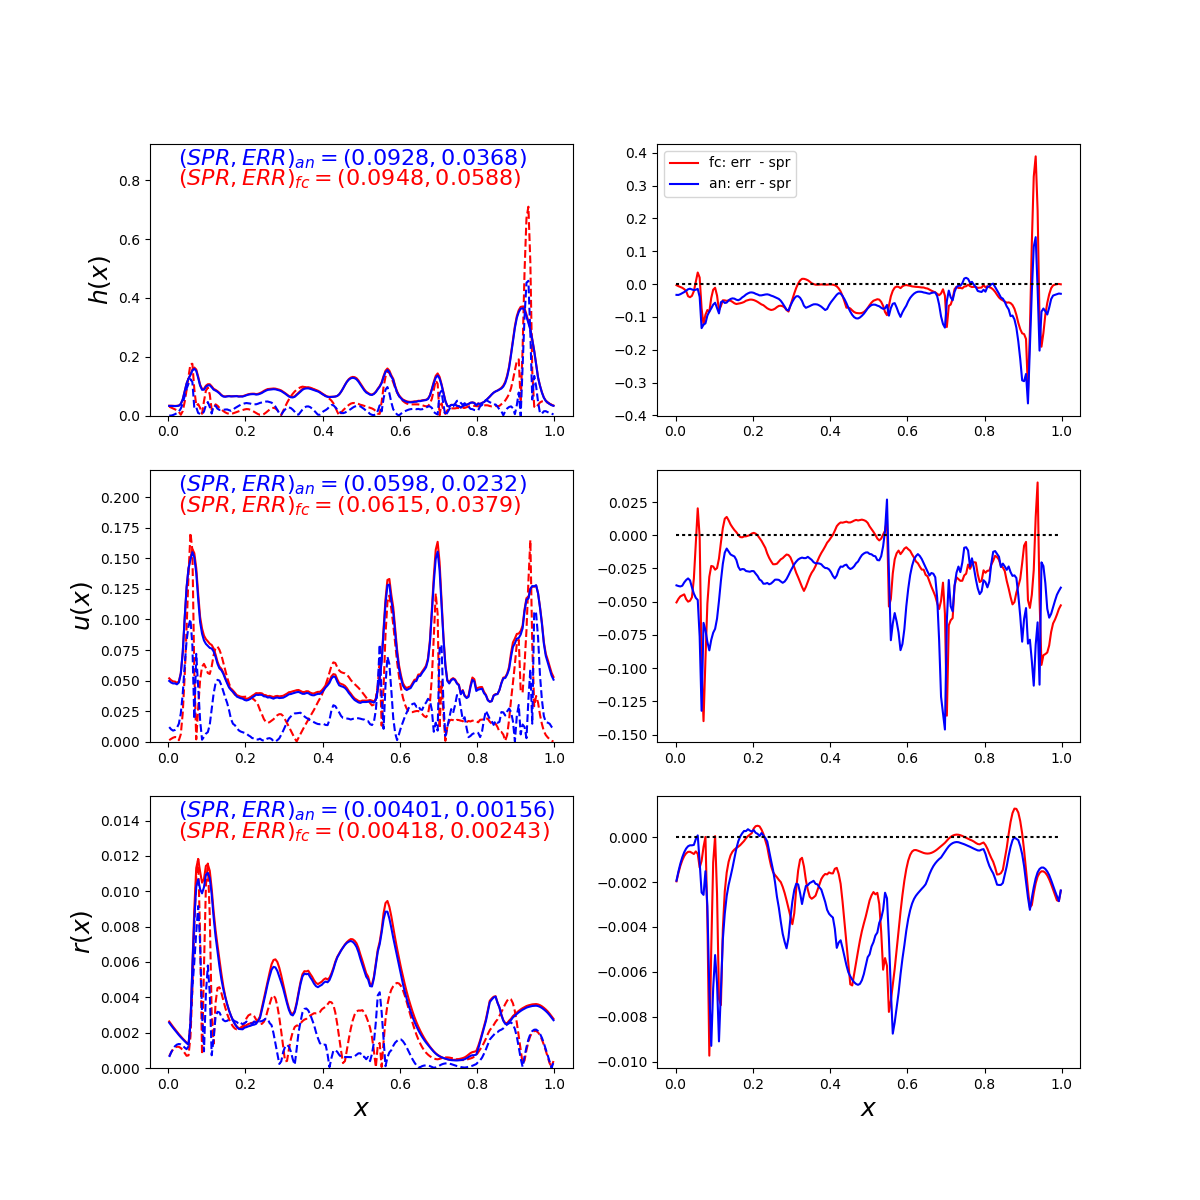 (SPR, ERR)an = (0.0928, 0.0368)
(SPR, ERR)fc = (0.0948, 0.0588)
h(x)
0.8
0.6
0.4
0.2
0.0
0.0 0.2 0.4 0.6 0.8 1.0
fc: err - spr
an: err - spr
0.4
0.3
0.2
0.1
0.0
−0.1
−0.2
−0.3
−0.4
0.0 0.2 0.4 0.6 0.8 1.0
(SPR, ERR)an = (0.0598, 0.0232)
(SPR, ERR)fc = (0.0615, 0.0379)
u(x)
0.200
0.175
0.150
0.125
0.100
0.075
0.050
0.025
0.000
0.0 0.2 0.4 0.6 0.8 1.0
0.025
0.000
−0.025
−0.050
−0.075
−0.100
−0.125
−0.150
0.0 0.2 0.4 0.6 0.8 1.0
(SPR, ERR)an = (0.00401, 0.00156)
(SPR, ERR)fc = (0.00418, 0.00243)
r(x)
0.014
0.012
0.010
0.008
0.006
0.004
0.002
0.000
0.0 0.2 0.4 0.6 0.8 1.0
x
0.000
−0.002
−0.004
−0.006
−0.008
−0.010
0.0 0.2 0.4 0.6 0.8 1.0
x